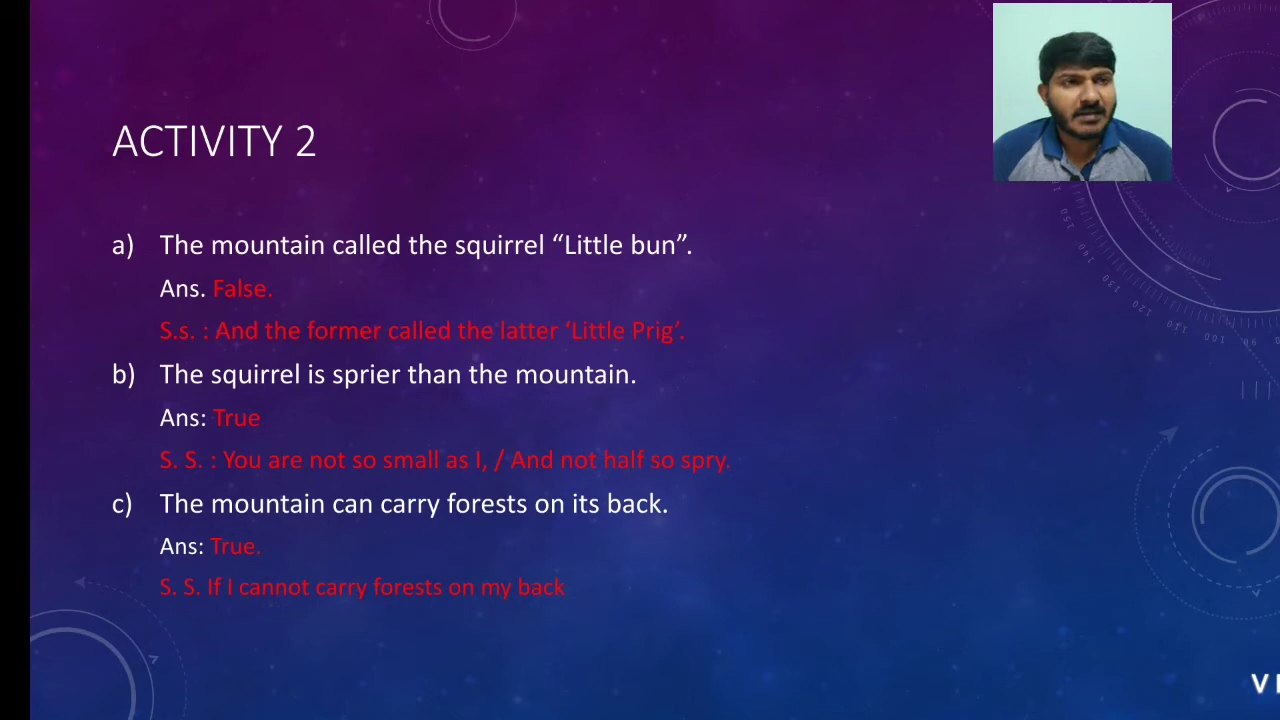 ACTIVITY 2
a) The mountain called the squirrel “Little bun”.
Ans. False.
S.s. : And the former called the latter ‘Little Prig’.
b) The squirrel is sprier than the mountain.
Ans: True
S. S. : You are not so small as I, / And not half so spry.
c) The mountain can carry forests on its back.
Ans: True.
S. S. If I cannot carry forests on my back